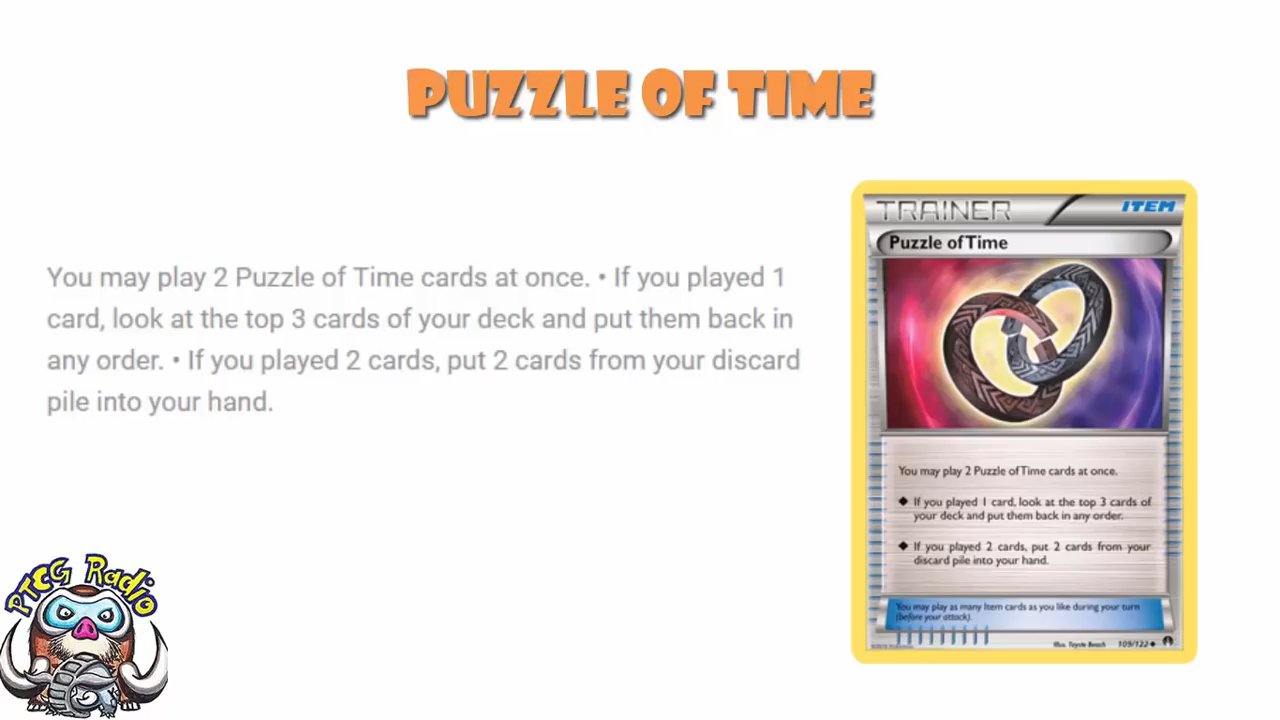 PUZZLE OF TIME
You may play 2 Puzzle of Time cards at once. • If you played 1
card, look at the top 3 cards of your deck and put them back in
any order. • If you played 2 cards, put 2 cards from your discard
pile into your hand.
TRAINER ITEM
Puzzle of Time
You may play 2 Puzzle of Time cards at once.
◆ If you played 1 card, look at the top 3 cards of
your deck and put them back in any order.
◆ If you played 2 cards, put 2 cards from your
discard pile into your hand.
You may play as many Item cards as you like during your turn
(before your attack).
Illus. Toyste Beach 109/122
PTCG Radio